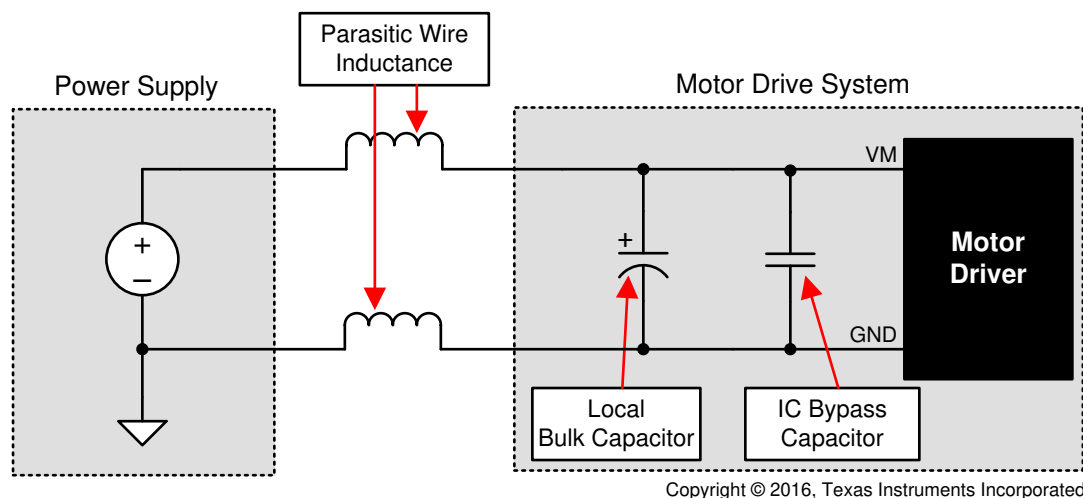 Parasitic Wire
Inductance
Power Supply
Motor Drive System
VM
+
–
+
Motor
Driver
GND
Local
Bulk Capacitor
IC Bypass
Capacitor
Copyright © 2016, Texas Instruments Incorporated